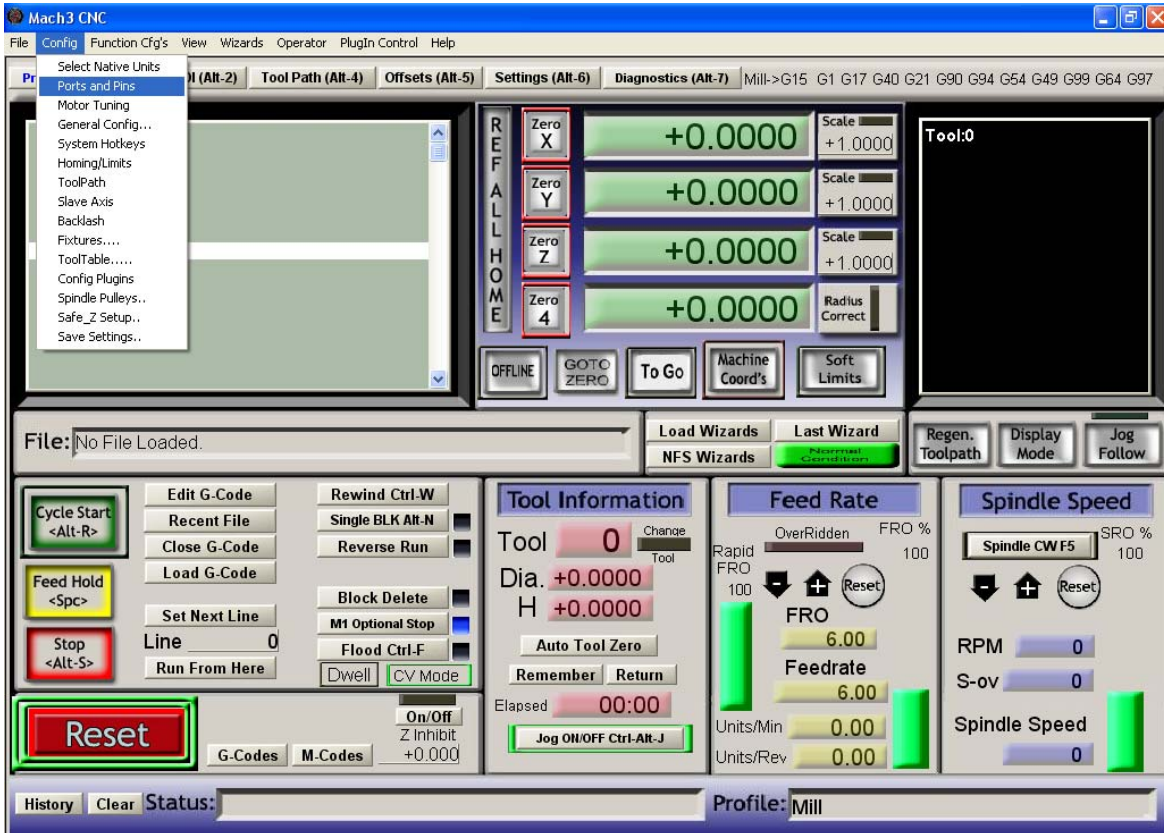 Mach3 CNC
File Config Function Cfg's View Wizards Operator PlugIn Control Help
Select Native Units
Ports and Pins
Motor Tuning
General Config...
System Hotkeys
Homing/Limits
ToolPath
Slave Axis
Backlash
Fixtures....
ToolTable.....
Config Plugins
Spindle Pulleys..
Safe_Z Setup..
Save Settings..
(Alt-2) Tool Path (Alt-4) Offsets (Alt-5) Settings (Alt-6) Diagnostics (Alt-7) Mill->G15 G1 G17 G40 G21 G90 G94 G54 G49 G99 G64 G97
REF ALL HOME
Zero X +0.0000 Scale +1.0000
Zero Y +0.0000 Scale +1.0000
Zero Z +0.0000 Scale +1.0000
Zero 4 +0.0000 Radius Correct
OFFLINE GOTO ZERO To Go Machine Coord's Soft Limits
Tool:0
File: No File Loaded.
Load Wizards Last Wizard
NFS Wizards Normal Condition
Regen. Toolpath Display Mode Jog Follow
Cycle Start <Alt-R>
Feed Hold <Spc>
Stop <Alt-S>
Edit G-Code
Recent File
Close G-Code
Load G-Code
Set Next Line
Line 0
Run From Here
Rewind Ctrl-W
Single BLK Alt-N
Reverse Run
Block Delete
M1 Optional Stop
Flood Ctrl-F
Dwell CV Mode
Reset
G-Codes M-Codes
On/Off
Z Inhibit
+0.000
Tool Information
Tool 0 Change Tool
Dia. +0.0000
H +0.0000
Auto Tool Zero
Remember Return
Elapsed 00:00
Jog ON/OFF Ctrl-Alt-J
Feed Rate
OverRidden FRO %
100
Rapid FRO
100
Reset
FRO
6.00
Feedrate
6.00
Units/Min 0.00
Units/Rev 0.00
Spindle Speed
Spindle CW F5 SRO %
100
Reset
RPM 0
S-ov 0
Spindle Speed
0
History Clear Status: Profile: Mill